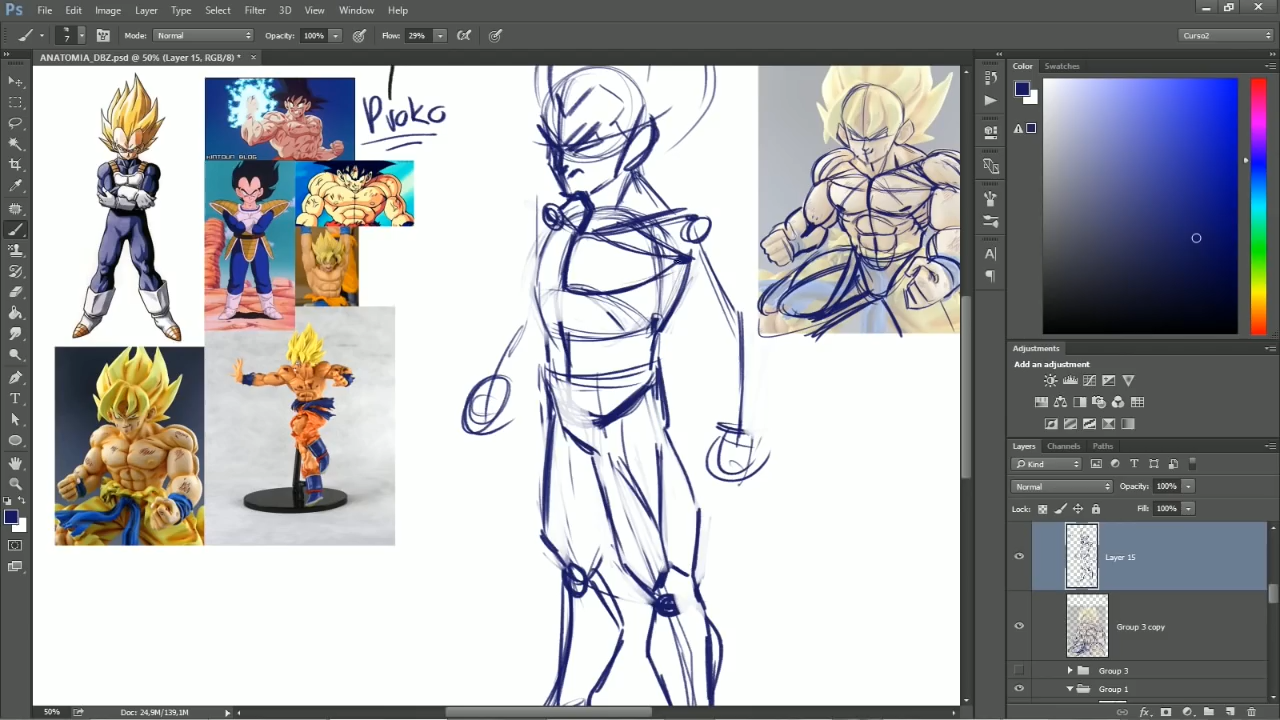 Ps File Edit Image Layer Type Select Filter 3D View Window Help
7 Mode: Normal Opacity: 100% Flow: 29% Curso2
ANATOMIA_DBZ.psd @ 50% (Layer 15, RGB/8) * ×
Color Swatches
Proko
Adjustments
Add an adjustment
Layers Channels Paths
Kind
Normal Opacity: 100%
Lock: Fill: 100%
Layer 15
Group 3 copy
Group 3
Group 1
50% Doc: 24,9M/139,1M